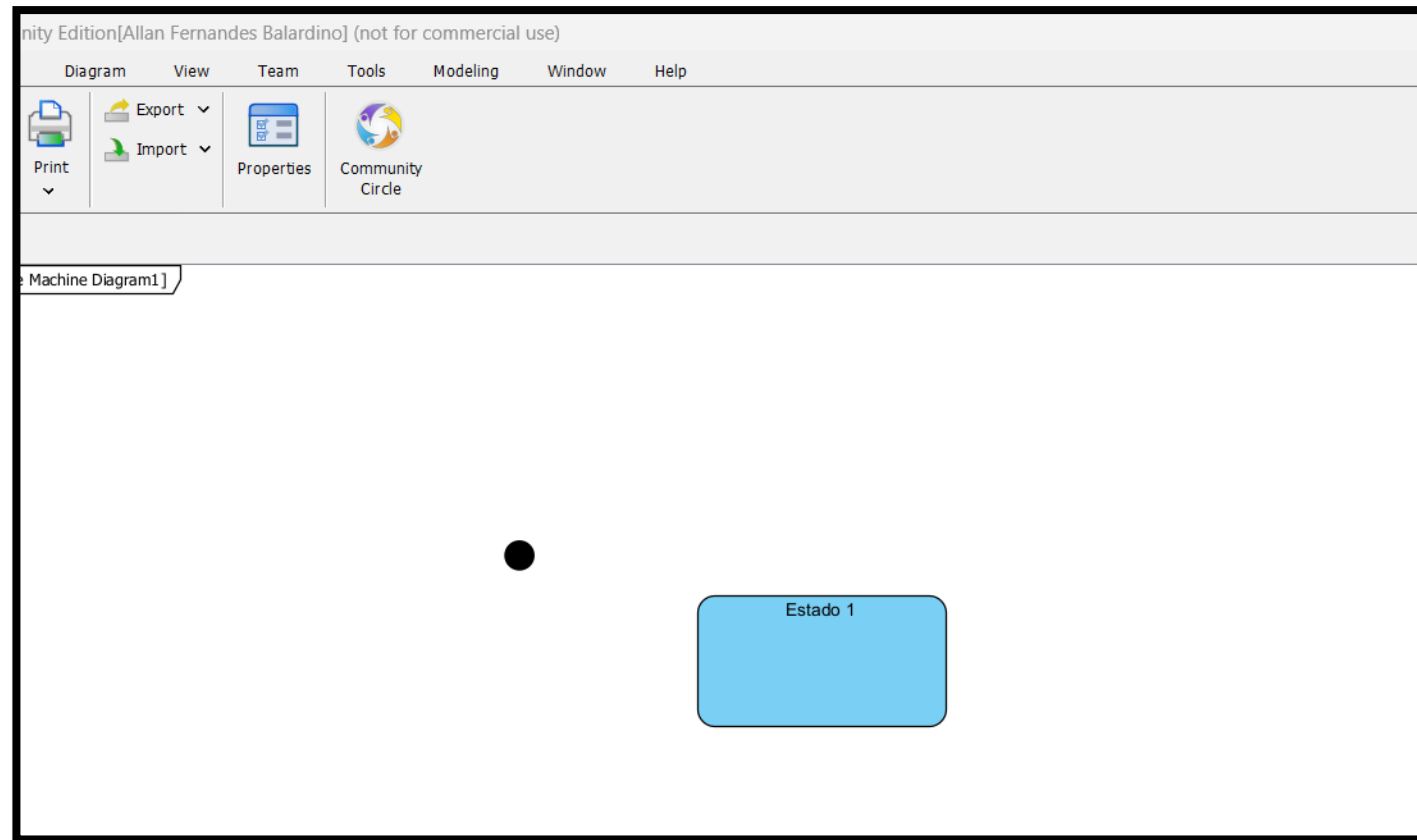 nity Edition[Allan Fernandes Balardino] (not for commercial use)
Diagram View Team Tools Modeling Window Help
Export
Import
Print
Properties
Community
Circle
Machine Diagram1]
Estado 1